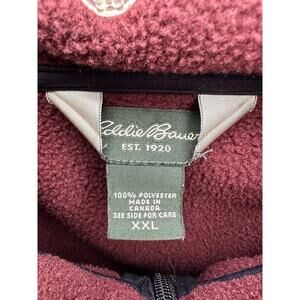 Eddie Bauer
EST. 1920
100% POLYESTER
MADE IN
CANADA
SEE SIDE FOR CARE
XXL